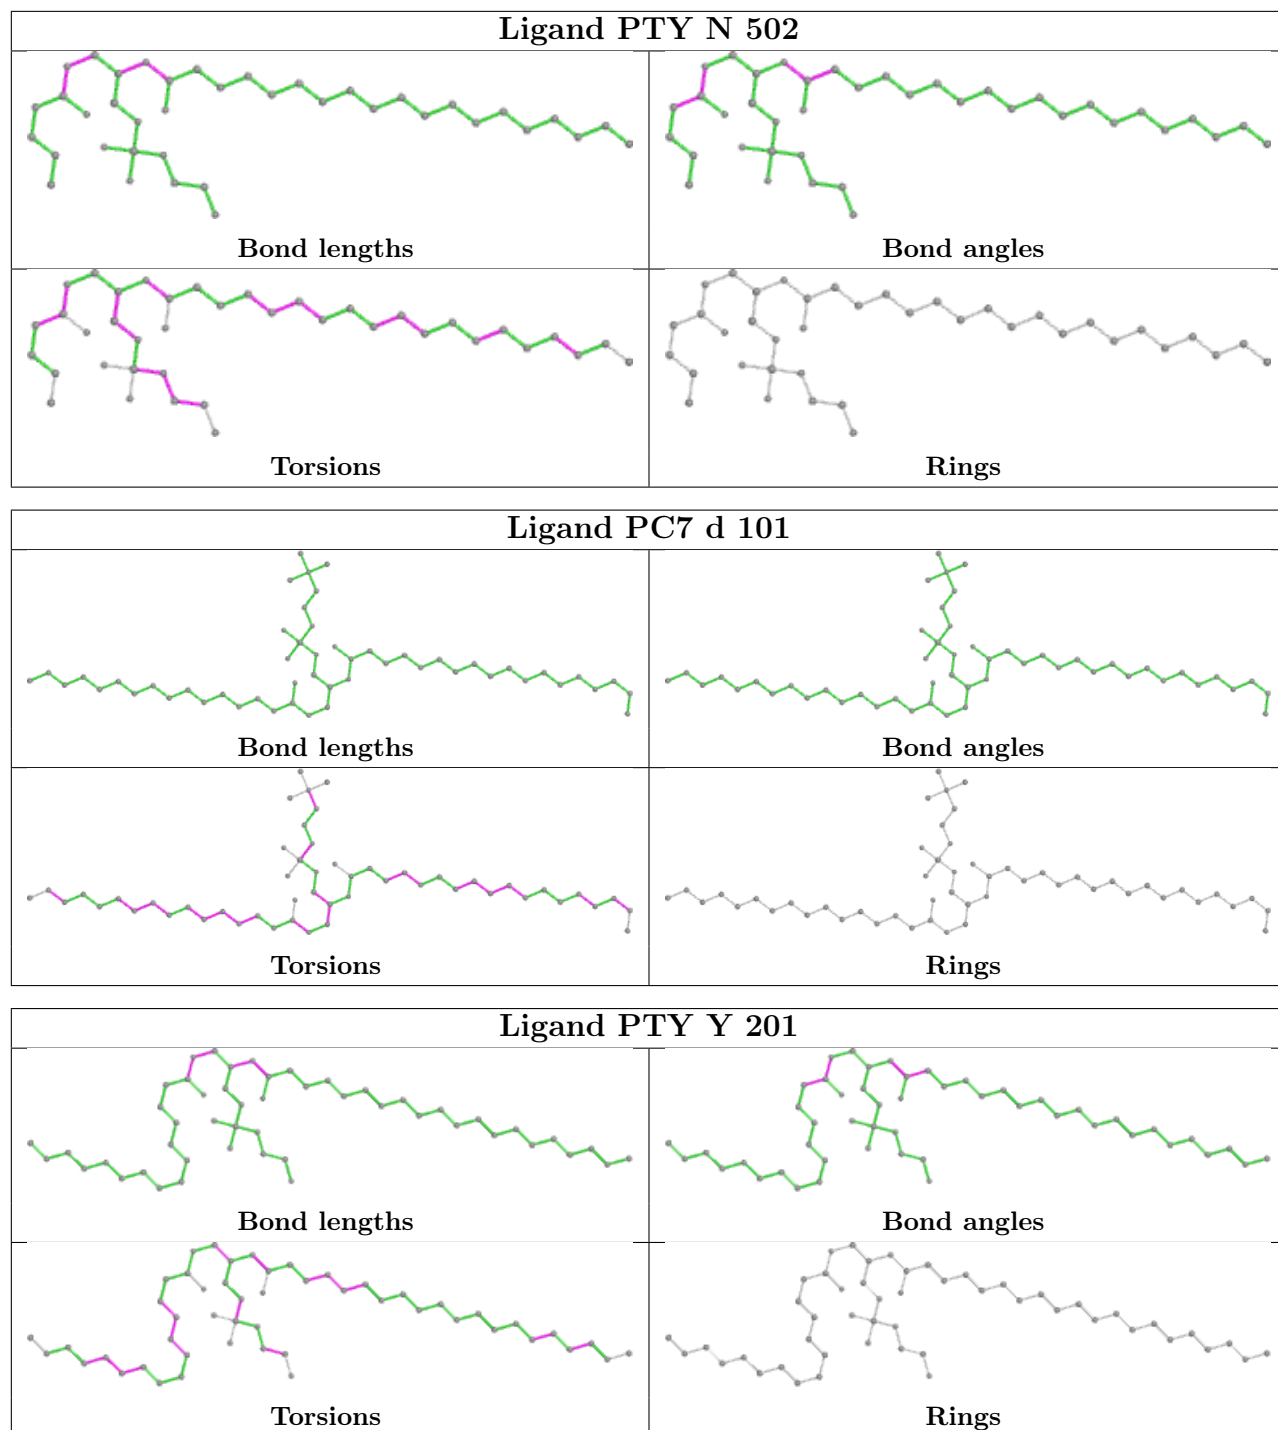 Ligand PTY N 502
Bond lengths
Bond angles
Torsions
Rings
Ligand PC7 d 101
Bond lengths
Bond angles
Torsions
Rings
Ligand PTY Y 201
Bond lengths
Bond angles
Torsions
Rings